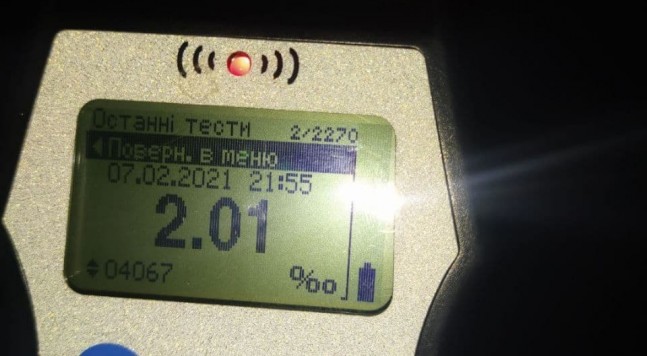 Останні тести 2/2270
Поверн. в меню
07.02.2021 21:55
2.01
04067 ‰